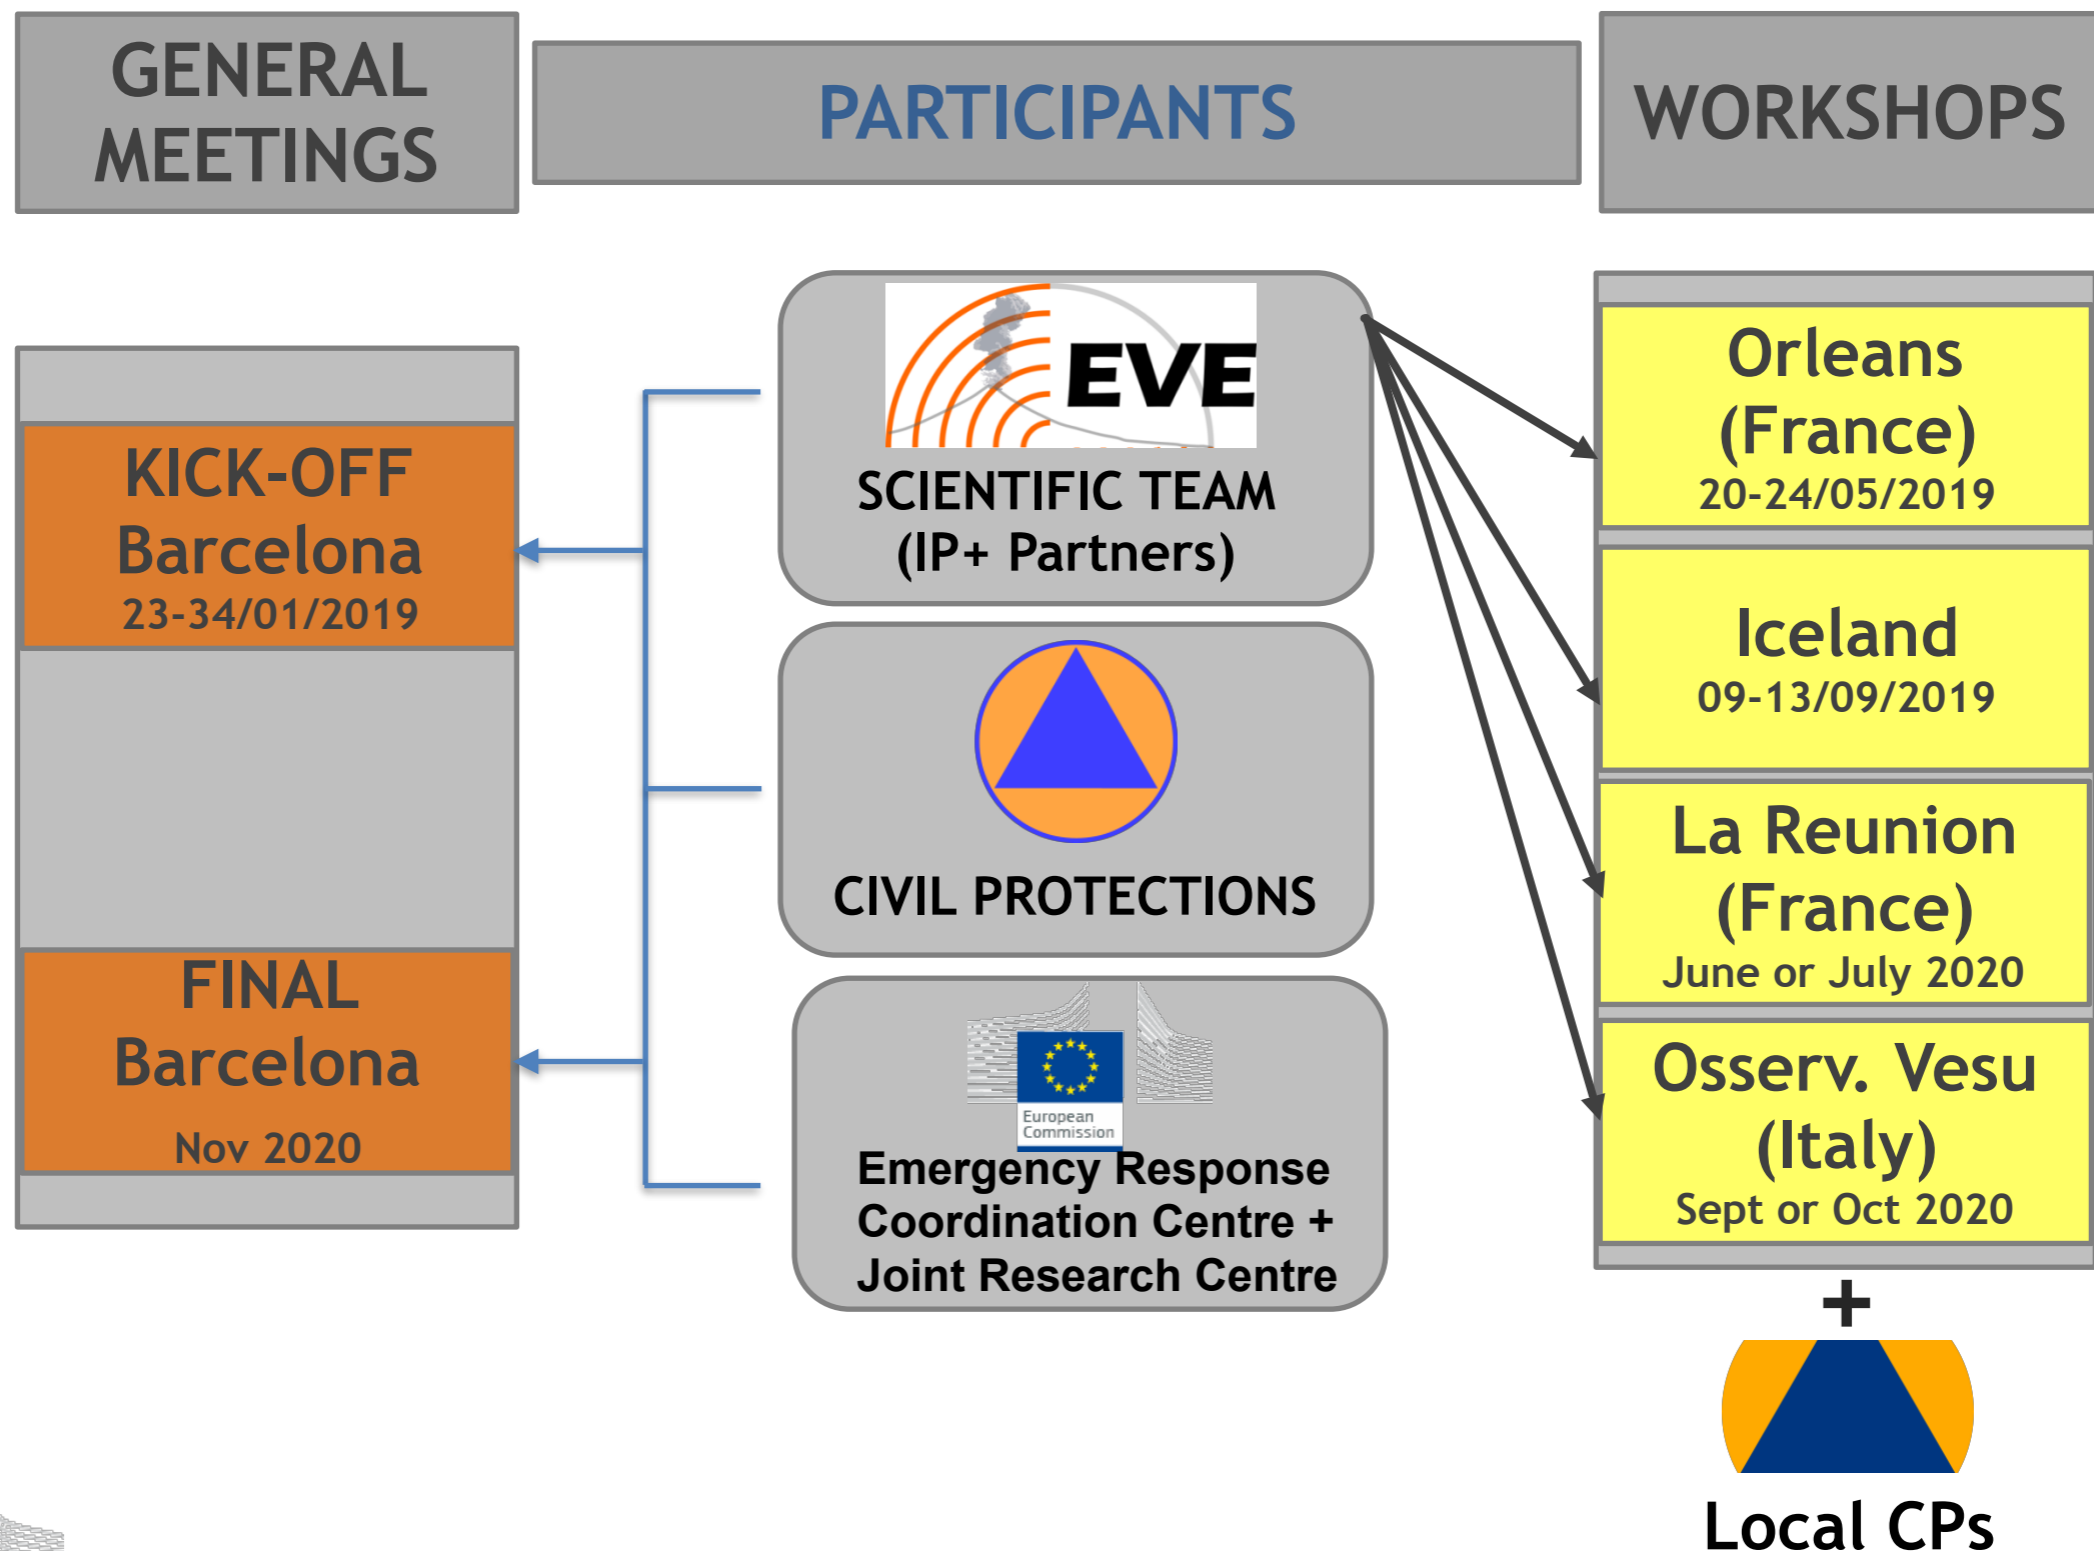 GENERAL
MEETINGS
PARTICIPANTS
WORKSHOPS
KICK-OFF
Barcelona
23-34/01/2019
FINAL
Barcelona
Nov 2020
EVE
SCIENTIFIC TEAM
(IP+ Partners)
CIVIL PROTECTIONS
European
Commission
Emergency Response
Coordination Centre +
Joint Research Centre
Orleans
(France)
20-24/05/2019
Iceland
09-13/09/2019
La Reunion
(France)
June or July 2020
Osserv. Vesu
(Italy)
Sept or Oct 2020
+
Local CPs